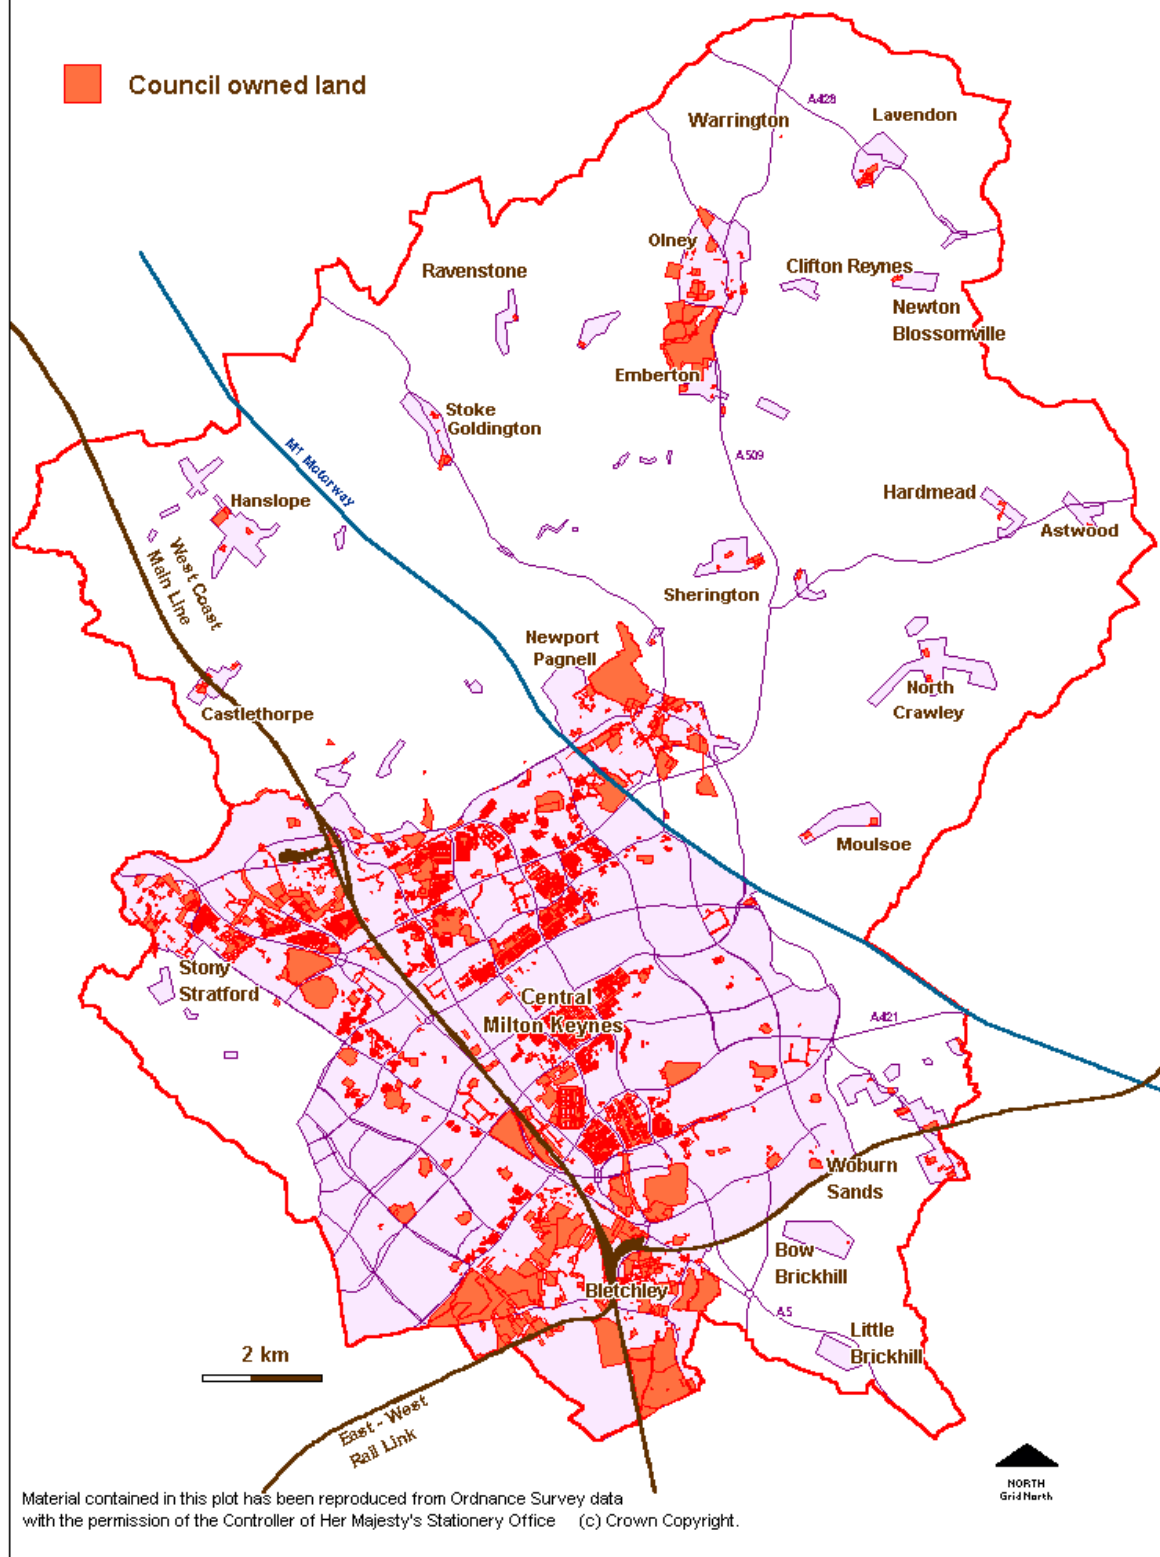 Council owned land
A428
Warrington
Lavendon
Olney
Ravenstone
Clifton Reynes
Newton
Blossomville
Emberton
Stoke
Goldington
M1 Motorway
A509
Hanslope
Hardmead
Astwood
West Coast
Main Line
Sherington
Newport
Pagnell
North
Crawley
Castlethorpe
Moulsoe
Stony
Stratford
Central
Milton Keynes
A421
Woburn
Sands
Bow
Brickhill
Bletchley
A5
Little
Brickhill
2 km
East - West
Rail Link
NORTH
Grid North
Material contained in this plot has been reproduced from Ordnance Survey data
with the permission of the Controller of Her Majesty's Stationery Office (c) Crown Copyright.